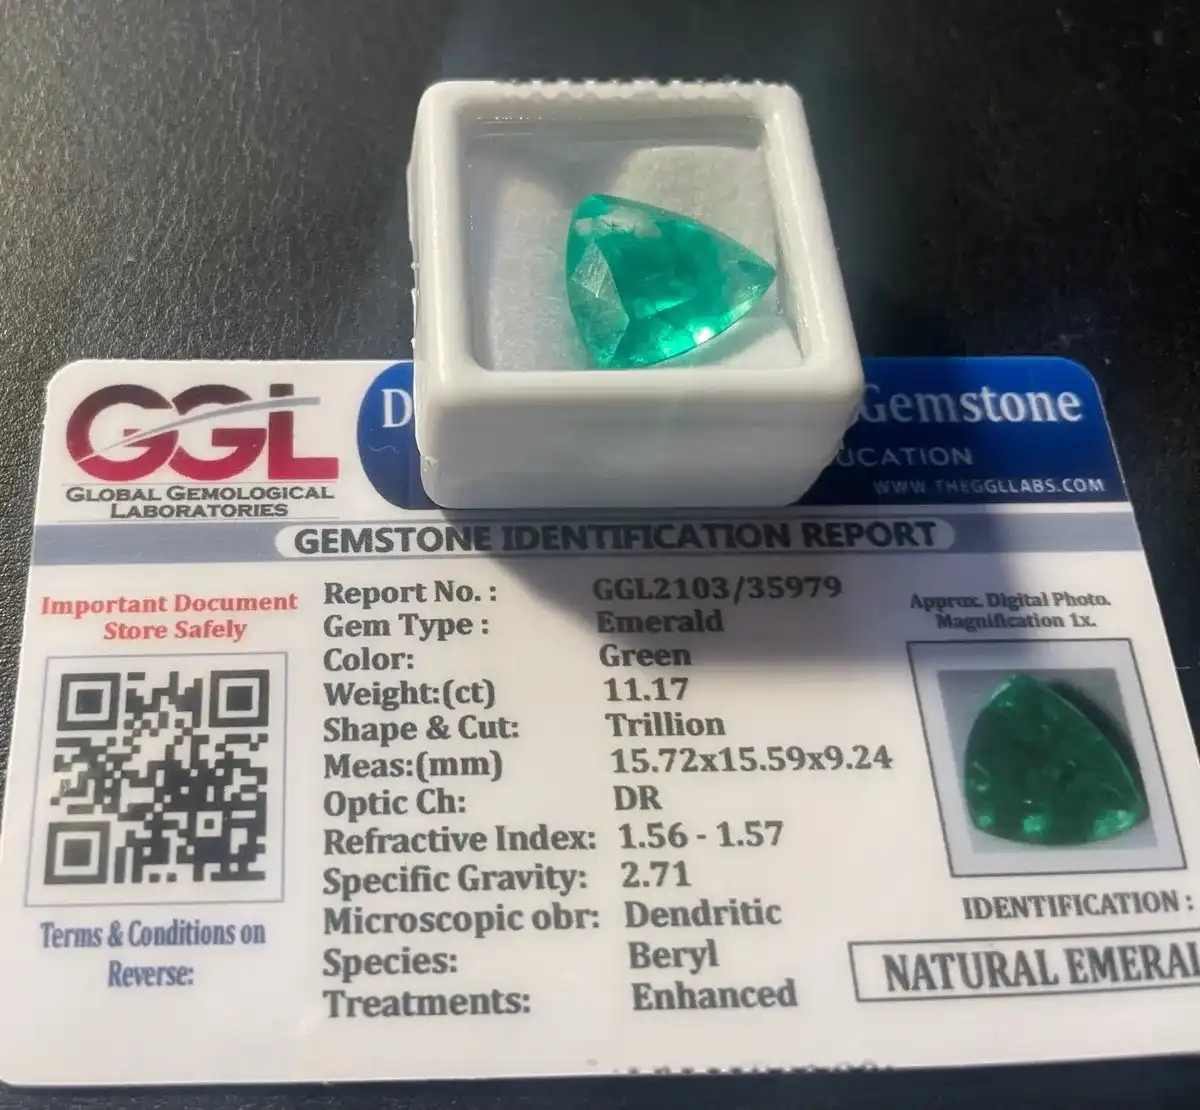 GGL
GLOBAL GEMOLOGICAL
LABORATORIES
D Gemstone
UCATION
WWW.THEGGLLABS.COM
GEMSTONE IDENTIFICATION REPORT
Important Document
Store Safely
Terms & Conditions on
Reverse:
Report No. : GGL2103/35979
Gem Type : Emerald
Color: Green
Weight:(ct) 11.17
Shape & Cut: Trillion
Meas:(mm) 15.72x15.59x9.24
Optic Ch: DR
Refractive Index: 1.56 - 1.57
Specific Gravity: 2.71
Microscopic obr: Dendritic
Species: Beryl
Treatments: Enhanced
Approx. Digital Photo.
Magnification 1x.
IDENTIFICATION :
NATURAL EMERAL